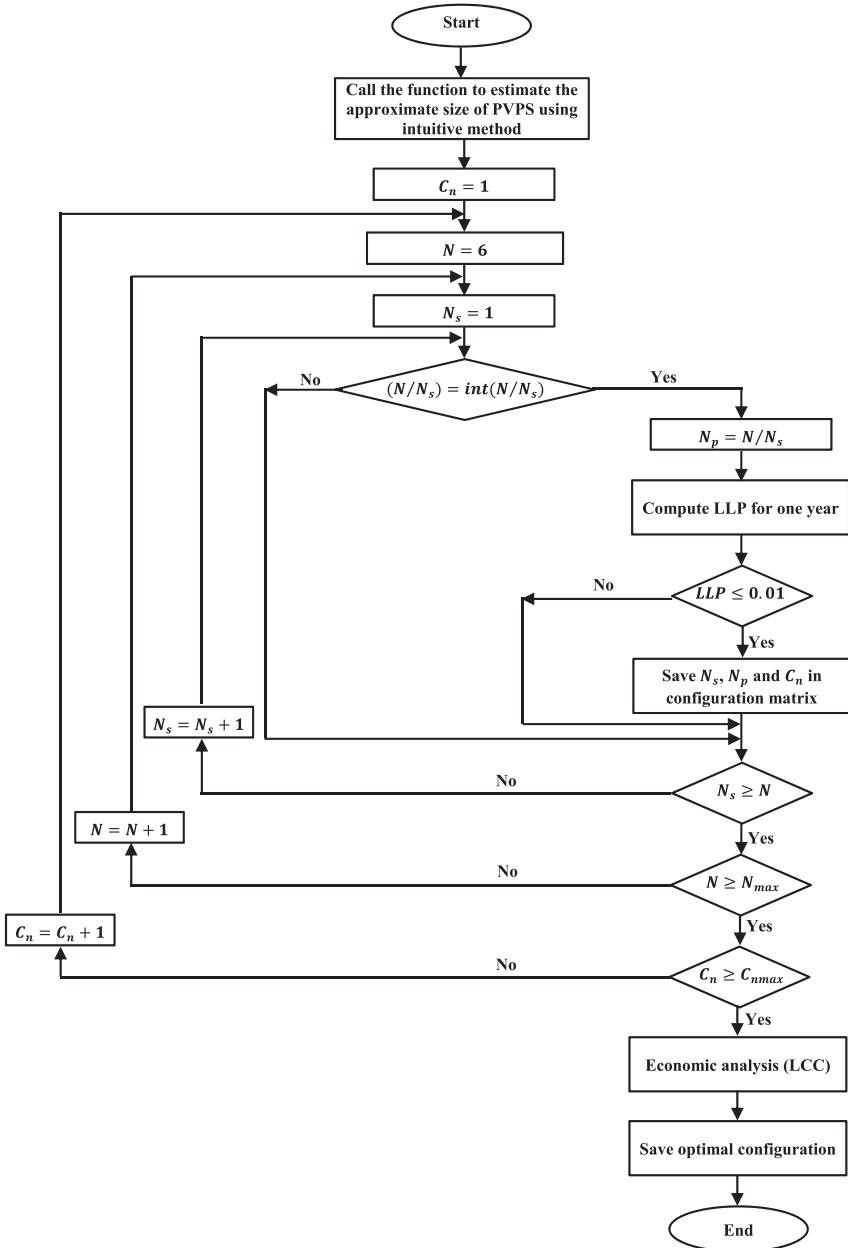 Start
Call the function to estimate the
approximate size of PVPS using
intuitive method
C_n = 1
N = 6
N_s = 1
(N/N_s) = int(N/N_s)
No
Yes
N_p = N/N_s
Compute LLP for one year
LLP ≤ 0.01
No
Yes
Save N_s, N_p and C_n in
configuration matrix
N_s = N_s + 1
No
N_s ≥ N
Yes
N = N + 1
No
N ≥ N_max
Yes
C_n = C_n + 1
No
C_n ≥ C_nmax
Yes
Economic analysis (LCC)
Save optimal configuration
End